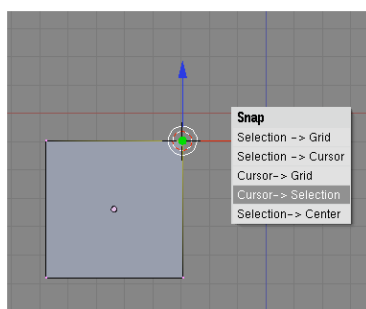 Snap
Selection -> Grid
Selection -> Cursor
Cursor-> Grid
Cursor-> Selection
Selection-> Center